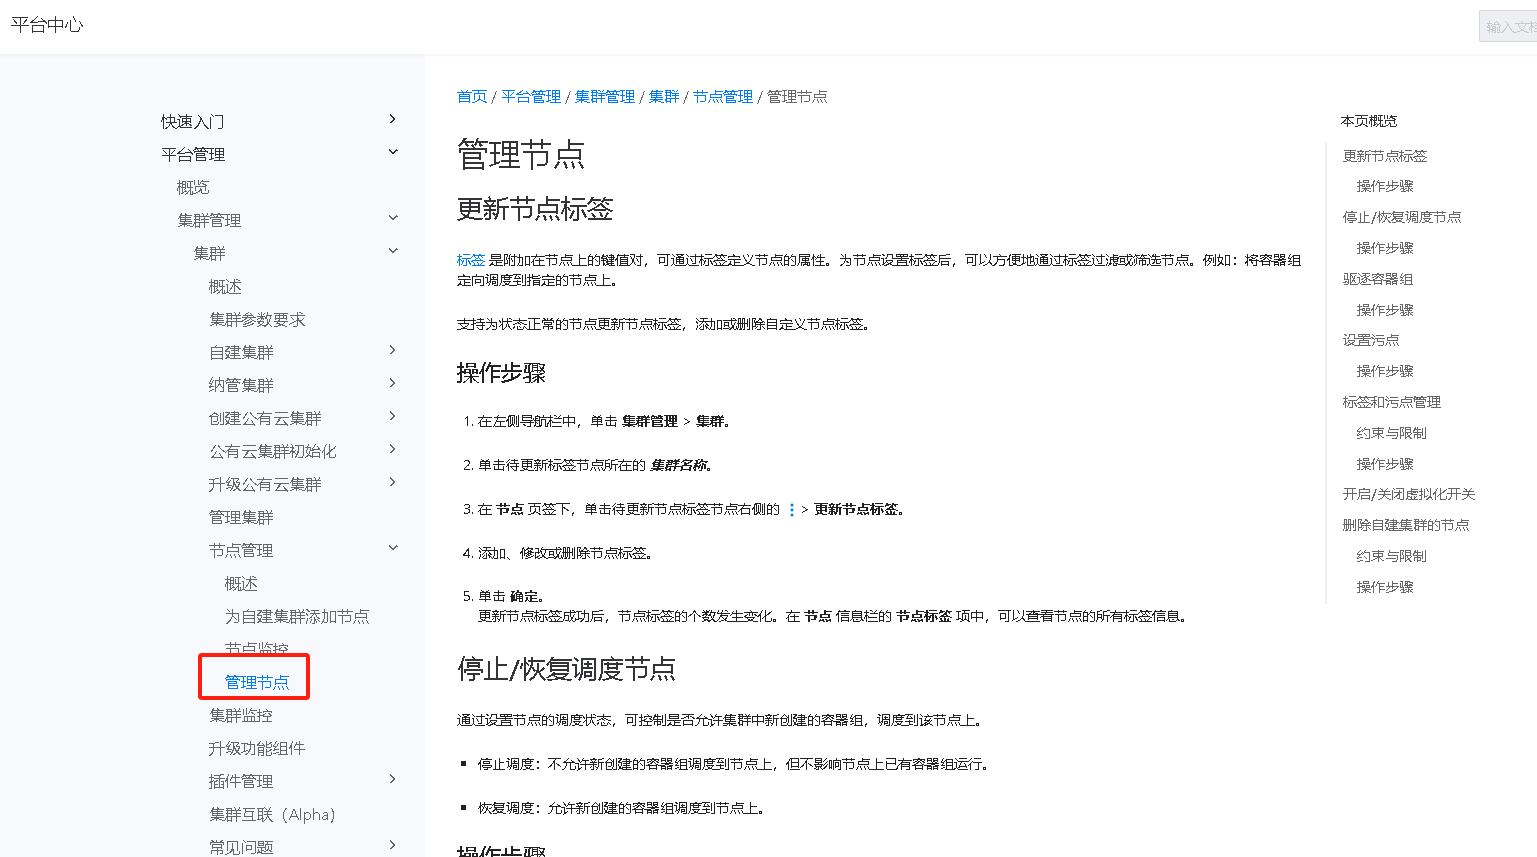 平台中心
输入文档
快速入门
平台管理
概览
集群管理
集群
概述
集群参数要求
自建集群
纳管集群
创建公有云集群
公有云集群初始化
升级公有云集群
管理集群
节点管理
概述
为自建集群添加节点
节点监控
管理节点
集群监控
升级功能组件
插件管理
集群互联（Alpha）
常见问题
首页 / 平台管理 / 集群管理 / 集群 / 节点管理 / 管理节点
管理节点
更新节点标签
标签 是附加在节点上的键值对，可通过标签定义节点的属性。为节点设置标签后，可以方便地通过标签过滤或筛选节点。例如：将容器组
定向调度到指定的节点上。
支持为状态正常的节点更新节点标签，添加或删除自定义节点标签。
操作步骤
1. 在左侧导航栏中，单击 集群管理 > 集群。
2. 单击待更新标签节点所在的 集群名称。
3. 在 节点 页签下，单击待更新节点标签节点右侧的 ⋮ > 更新节点标签。
4. 添加、修改或删除节点标签。
5. 单击 确定。
更新节点标签成功后，节点标签的个数发生变化。在 节点 信息栏的 节点标签 项中，可以查看节点的所有标签信息。
停止/恢复调度节点
通过设置节点的调度状态，可控制是否允许集群中新创建的容器组，调度到该节点上。
▪ 停止调度：不允许新创建的容器组调度到节点上，但不影响节点上已有容器组运行。
▪ 恢复调度：允许新创建的容器组调度到节点上。
操作步骤
本页概览
更新节点标签
操作步骤
停止/恢复调度节点
操作步骤
驱逐容器组
操作步骤
设置污点
操作步骤
标签和污点管理
约束与限制
操作步骤
开启/关闭虚拟化开关
删除自建集群的节点
约束与限制
操作步骤